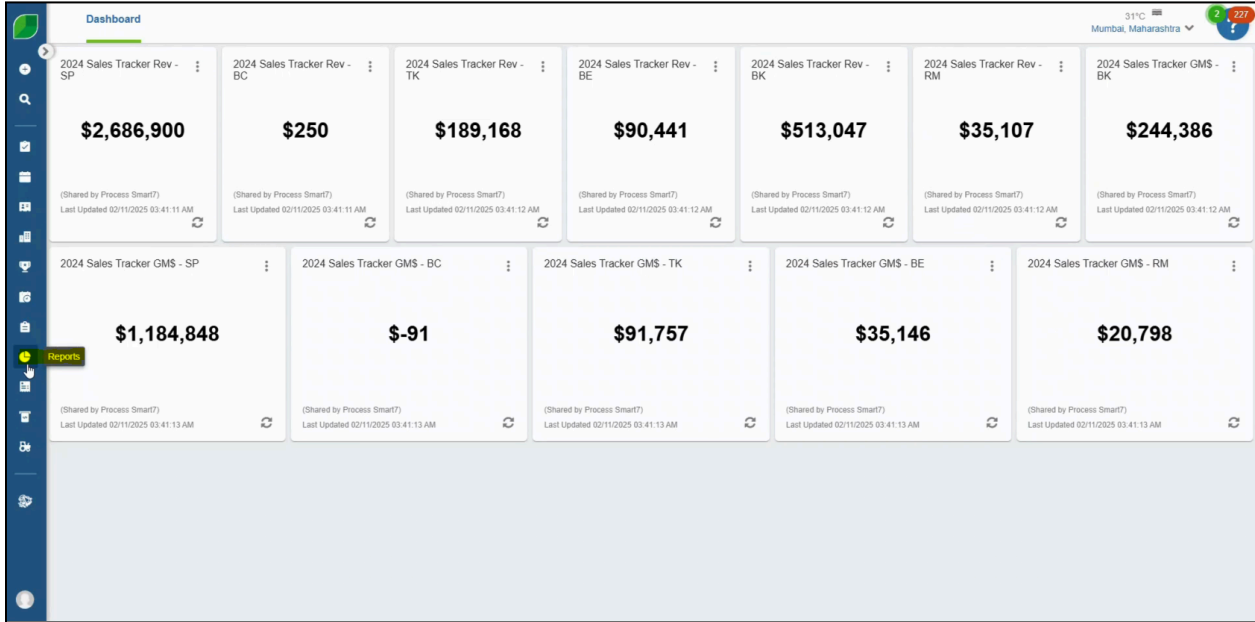 Dashboard
31°C
Mumbai, Maharashtra
2
227
?
2024 Sales Tracker Rev -
SP
$2,686,900
(Shared by Process Smart7)
Last Updated 02/11/2025 03:41:11 AM
2024 Sales Tracker Rev -
BC
$250
(Shared by Process Smart7)
Last Updated 02/11/2025 03:41:11 AM
2024 Sales Tracker Rev -
TK
$189,168
(Shared by Process Smart7)
Last Updated 02/11/2025 03:41:12 AM
2024 Sales Tracker Rev -
BE
$90,441
(Shared by Process Smart7)
Last Updated 02/11/2025 03:41:12 AM
2024 Sales Tracker Rev -
BK
$513,047
(Shared by Process Smart7)
Last Updated 02/11/2025 03:41:12 AM
2024 Sales Tracker Rev -
RM
$35,107
(Shared by Process Smart7)
Last Updated 02/11/2025 03:41:12 AM
2024 Sales Tracker GM$ -
BK
$244,386
(Shared by Process Smart7)
Last Updated 02/11/2025 03:41:12 AM
2024 Sales Tracker GM$ - SP
$1,184,848
(Shared by Process Smart7)
Last Updated 02/11/2025 03:41:13 AM
2024 Sales Tracker GM$ - BC
$-91
(Shared by Process Smart7)
Last Updated 02/11/2025 03:41:13 AM
2024 Sales Tracker GM$ - TK
$91,757
(Shared by Process Smart7)
Last Updated 02/11/2025 03:41:13 AM
2024 Sales Tracker GM$ - BE
$35,146
(Shared by Process Smart7)
Last Updated 02/11/2025 03:41:13 AM
2024 Sales Tracker GM$ - RM
$20,798
(Shared by Process Smart7)
Last Updated 02/11/2025 03:41:13 AM
Reports